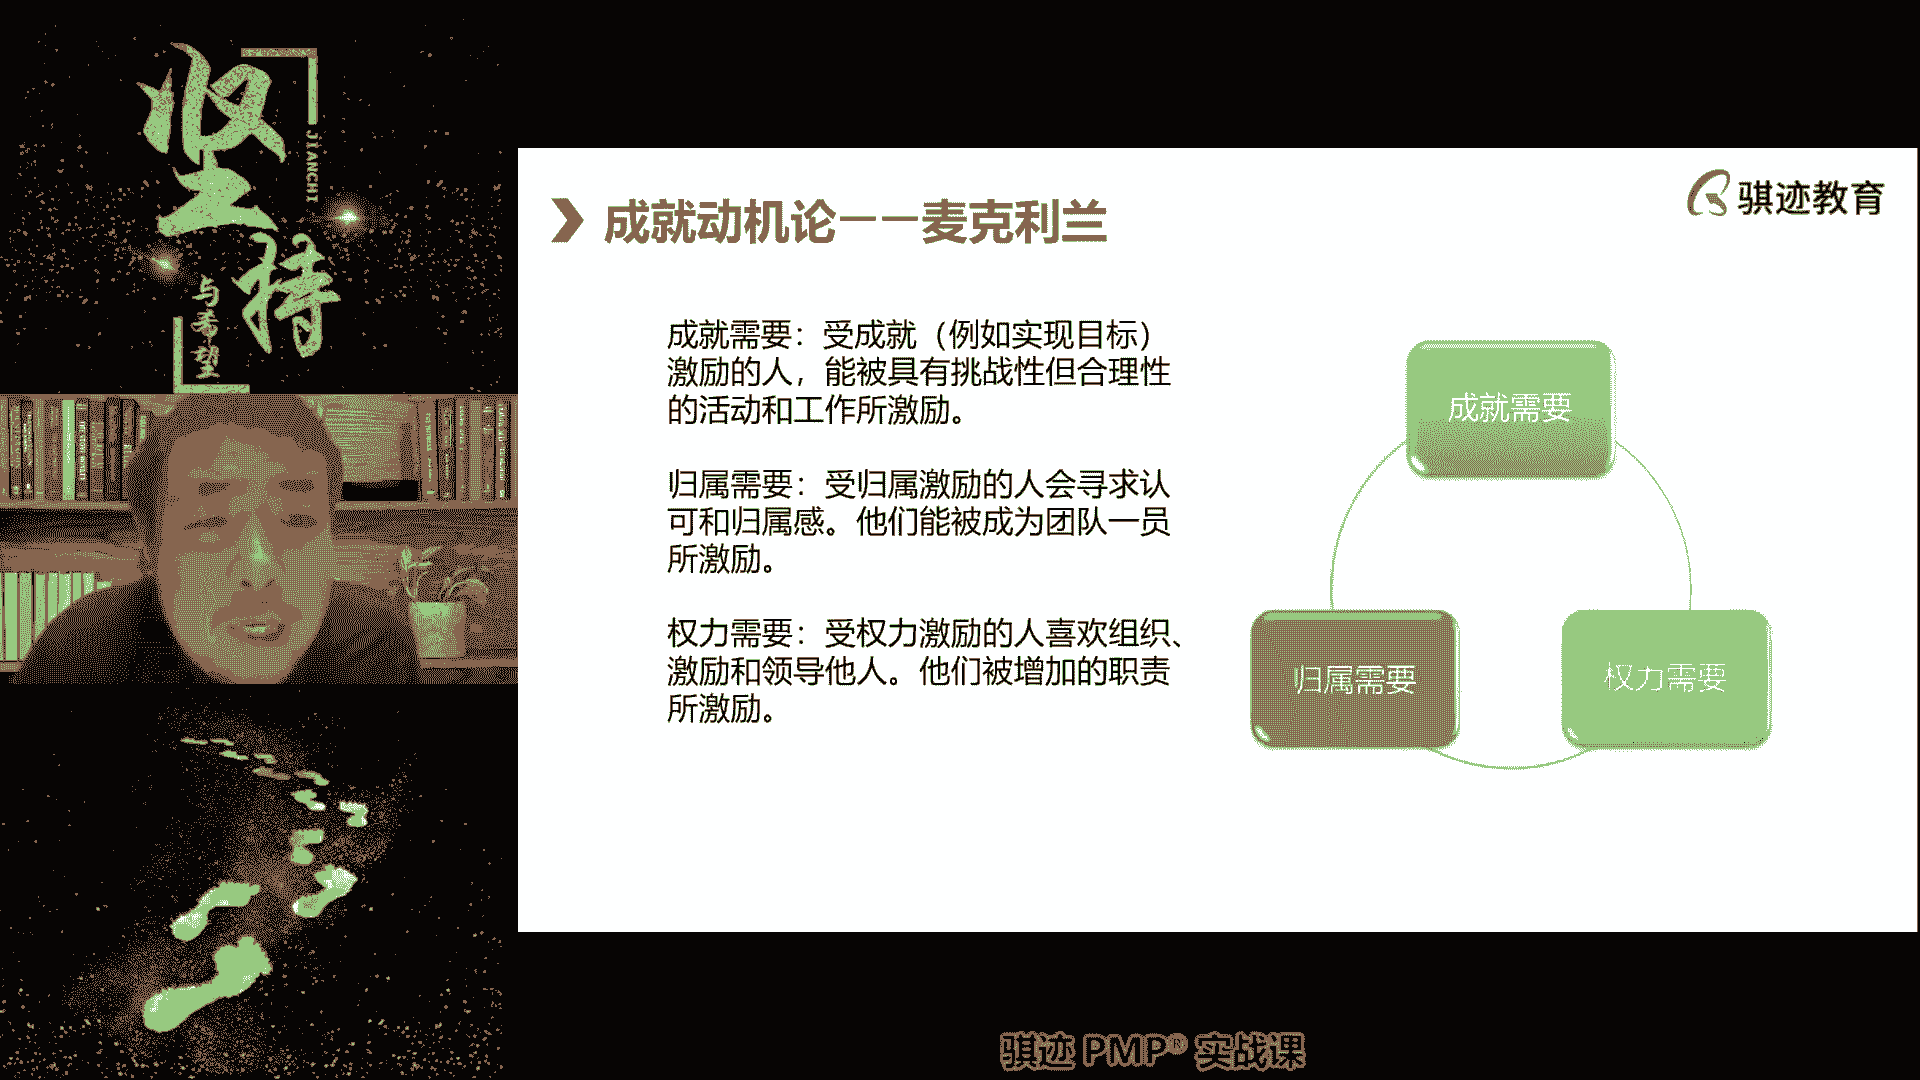 坚持
JIANCHI
与希望
骐迹教育
成就动机论——麦克利兰
成就需要：受成就（例如实现目标）
激励的人，能被具有挑战性但合理性
的活动和工作所激励。
归属需要：受归属激励的人会寻求认
可和归属感。他们能被成为团队一员
所激励。
权力需要：受权力激励的人喜欢组织、
激励和领导他人。他们被增加的职责
所激励。
成就需要
归属需要
权力需要
骐迹 PMP® 实战课